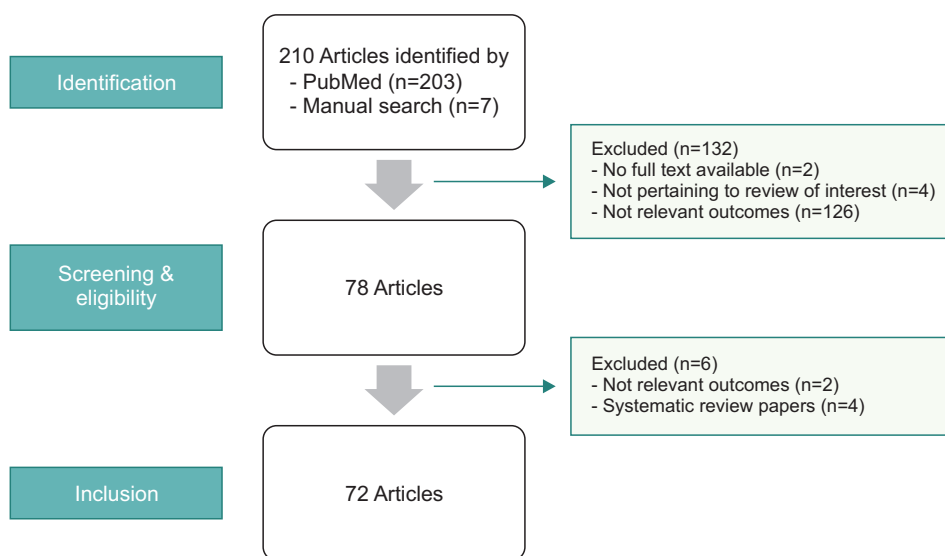 Identification
210 Articles identified by
- PubMed (n=203)
- Manual search (n=7)
Excluded (n=132)
- No full text available (n=2)
- Not pertaining to review of interest (n=4)
- Not relevant outcomes (n=126)
Screening &
eligibility
78 Articles
Excluded (n=6)
- Not relevant outcomes (n=2)
- Systematic review papers (n=4)
Inclusion
72 Articles